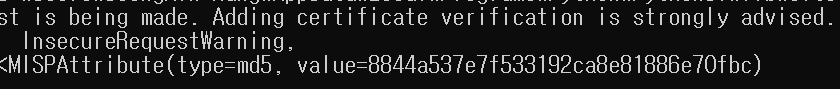 st is being made. Adding certificate verification is strongly advised.
InsecureRequestWarning,
<MISPAttribute(type=md5, value=8844a537e7f533192ca8e81886e70fbc)